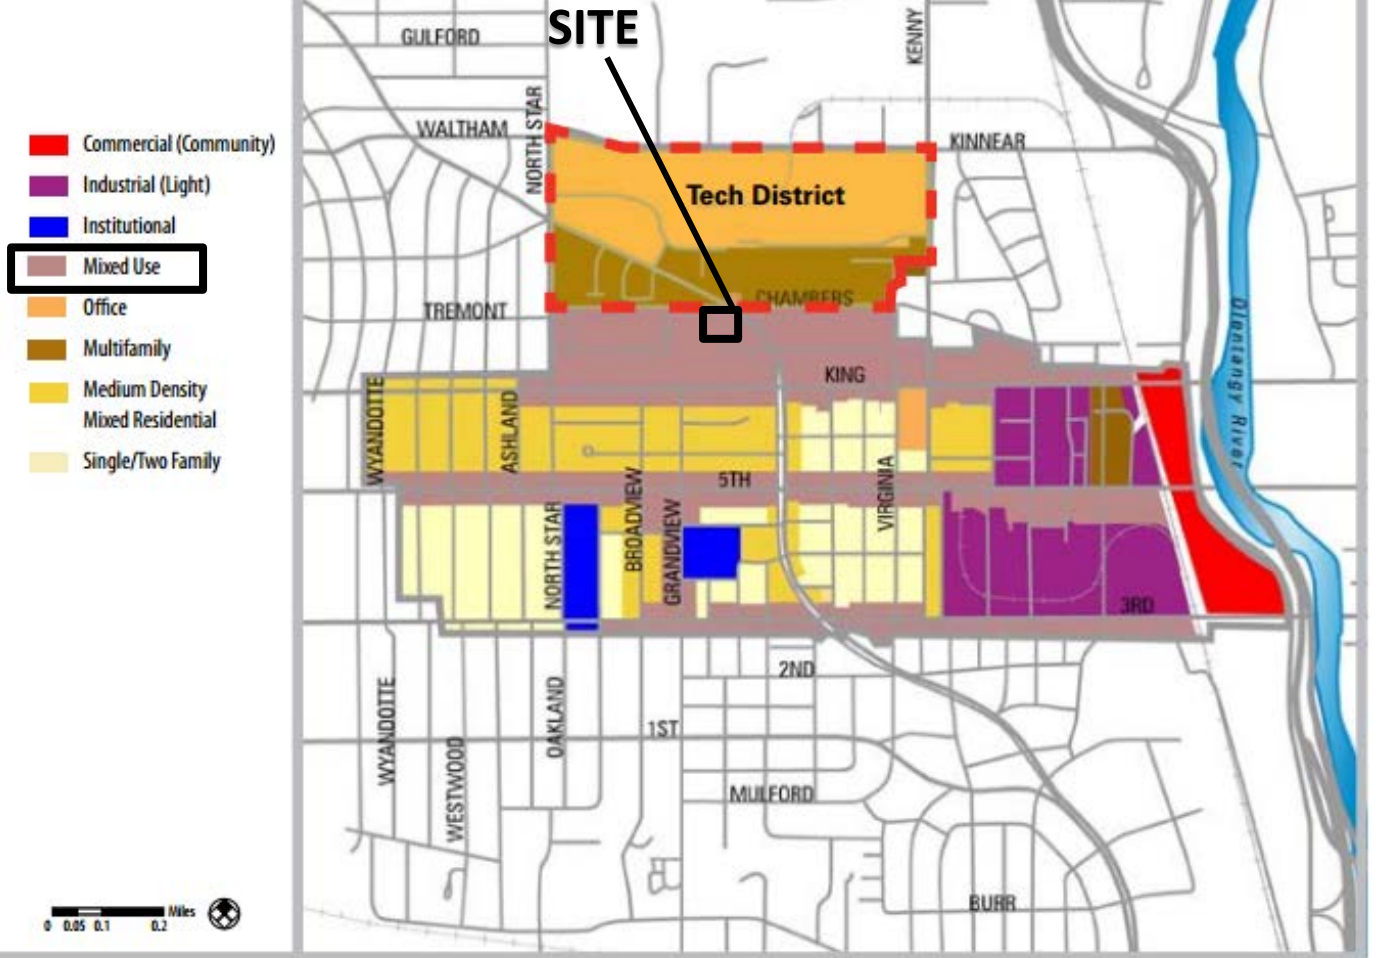 SITE
GULFORD
KENNY
NORTH STAR
WALTHAM
KINNEAR
Tech District
Commercial (Community)
Industrial (Light)
Institutional
Mixed Use
Office
Multifamily
Medium Density
Mixed Residential
Single/Two Family
CHAMBERS
TREMONT
Olentangy River
KING
WYANDOTTE
ASHLAND
5TH
BROADVIEW
VIRGINIA
NORTH STAR
GRANDVIEW
3RD
2ND
WYANDOTTE
OAKLAND
1ST
WESTWOOD
MULFORD
BURR
Miles
0 0.05 0.1 0.2